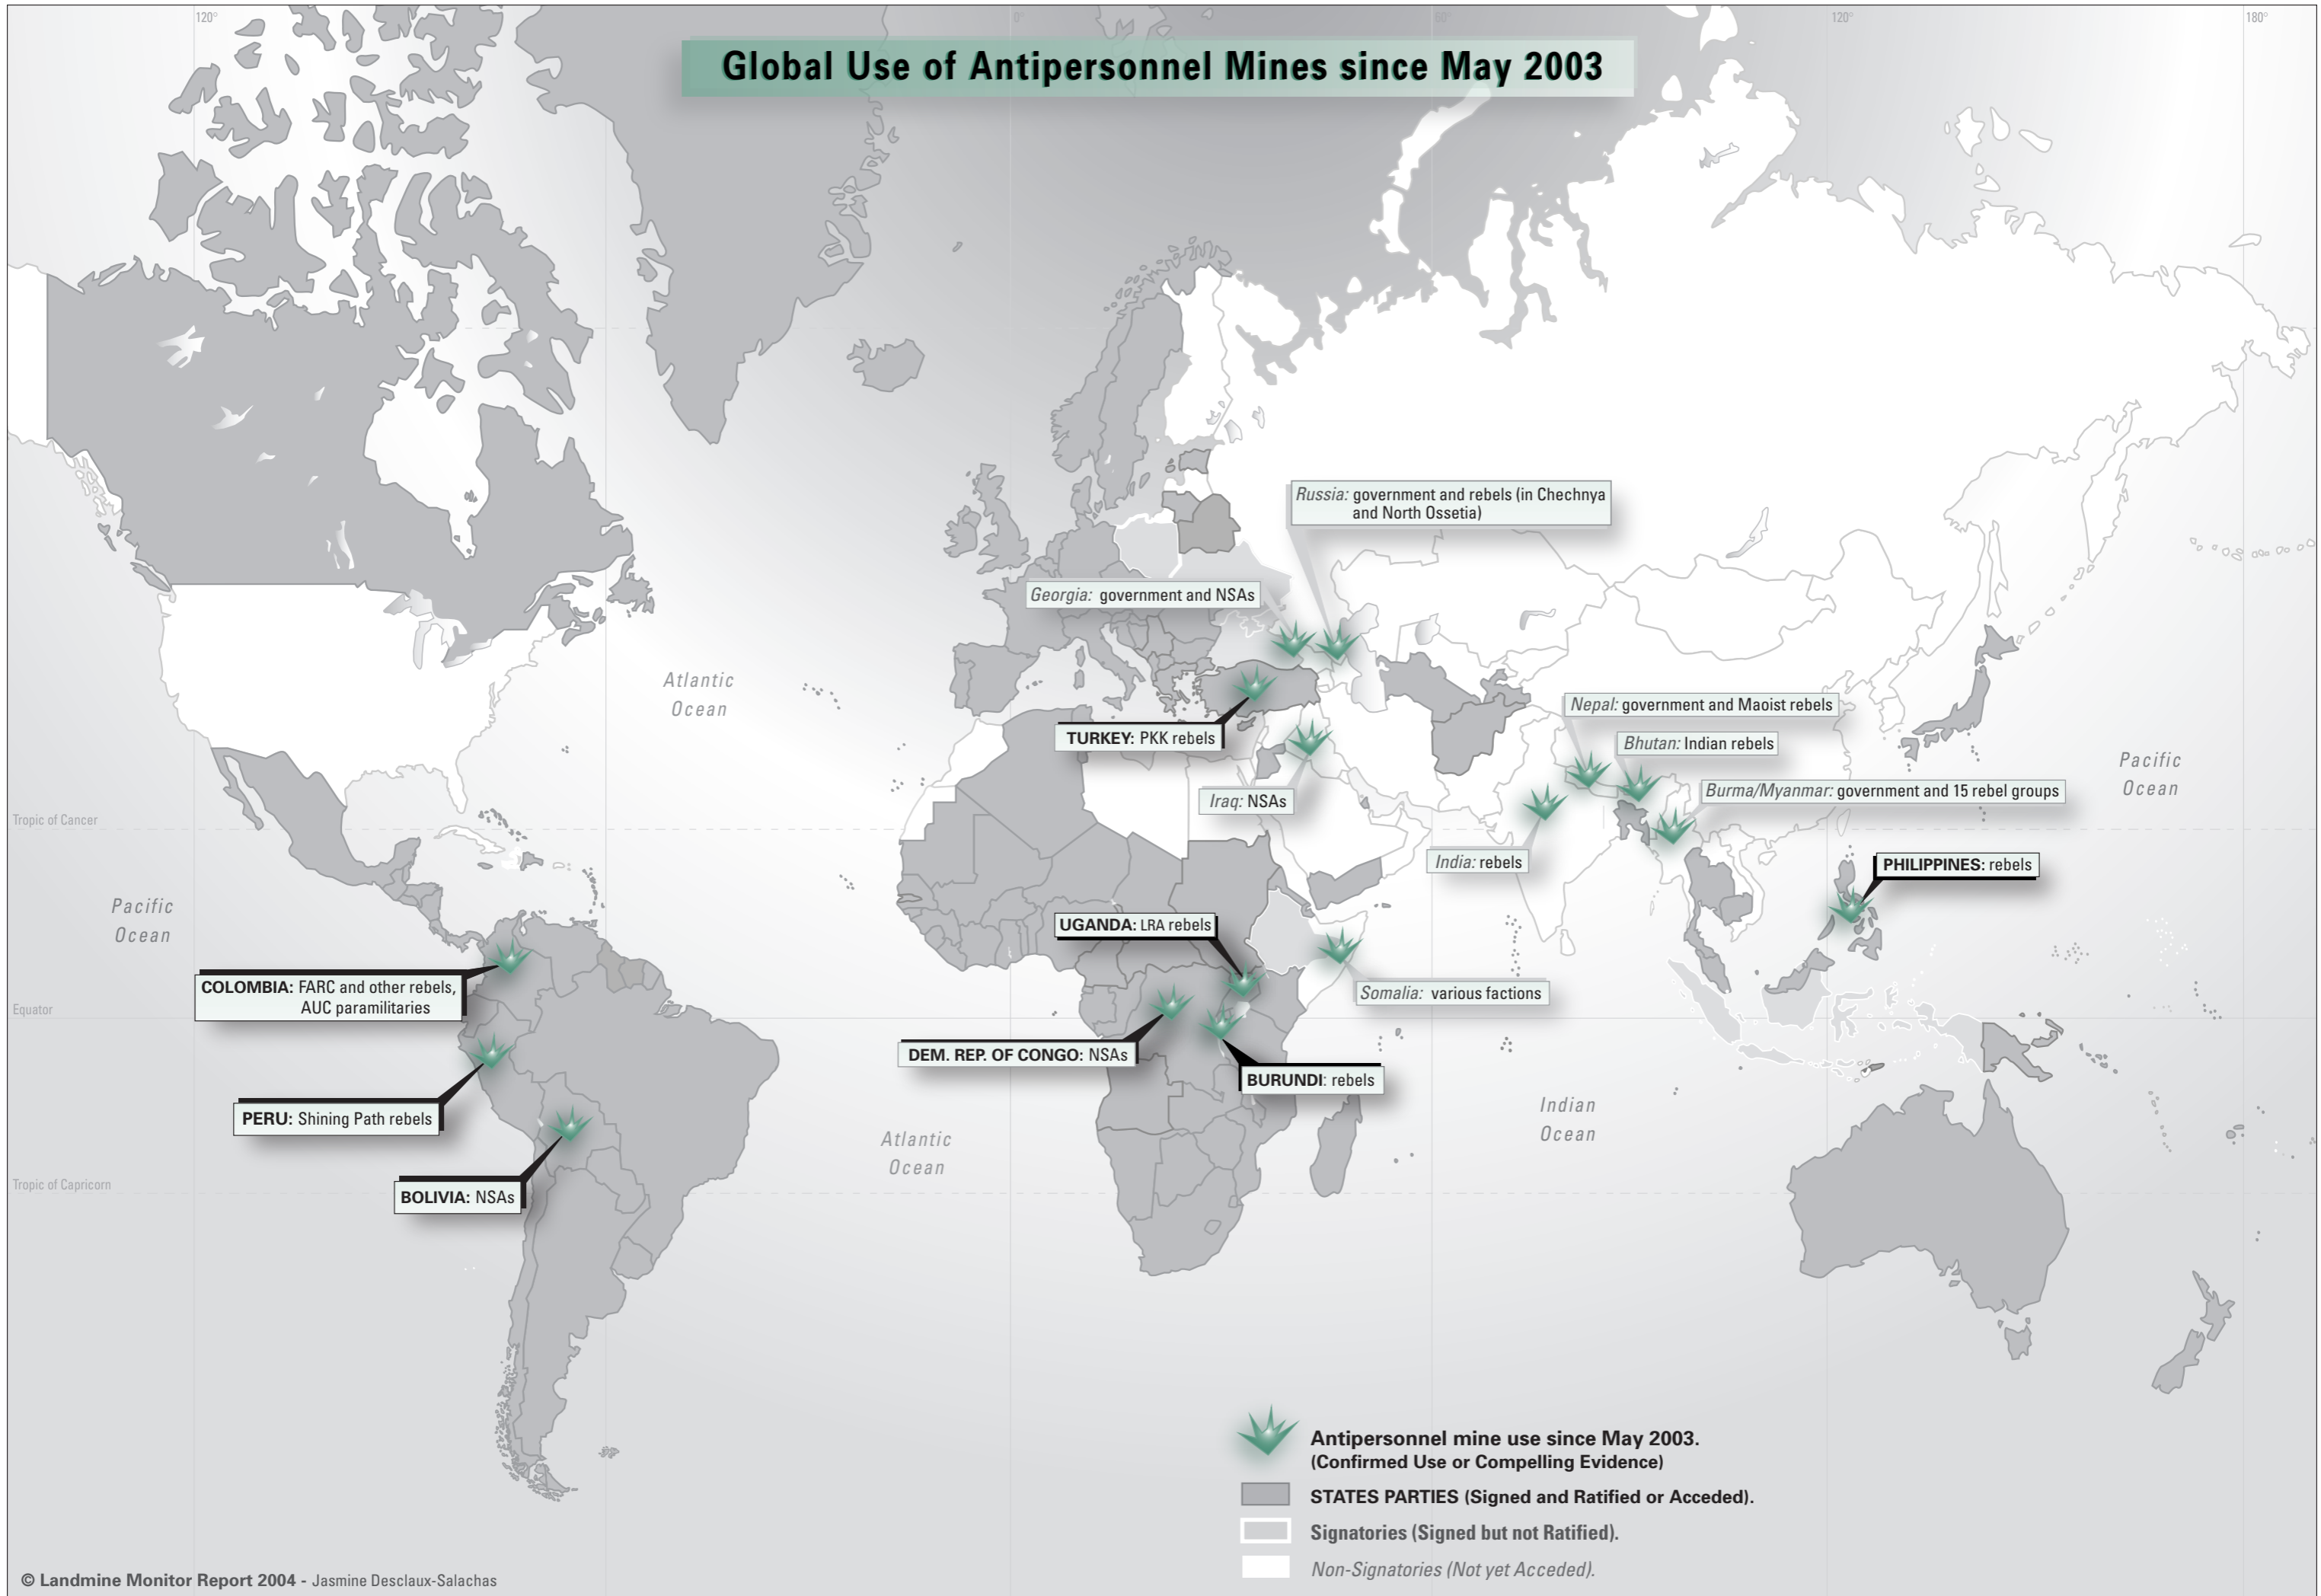 120°
0°
60°
120°
180°
Global Use of Antipersonnel Mines since May 2003
Russia: government and rebels (in Chechnya
and North Ossetia)
Georgia: government and NSAs
Atlantic
Ocean
TURKEY: PKK rebels
Nepal: government and Maoist rebels
Bhutan: Indian rebels
Pacific
Ocean
Iraq: NSAs
Burma/Myanmar: government and 15 rebel groups
Tropic of Cancer
India: rebels
PHILIPPINES: rebels
Pacific
Ocean
UGANDA: LRA rebels
COLOMBIA: FARC and other rebels,
AUC paramilitaries
Somalia: various factions
Equator
DEM. REP. OF CONGO: NSAs
BURUNDI: rebels
PERU: Shining Path rebels
Indian
Ocean
Atlantic
Ocean
Tropic of Capricorn
BOLIVIA: NSAs
Antipersonnel mine use since May 2003.
(Confirmed Use or Compelling Evidence)
STATES PARTIES (Signed and Ratified or Acceded).
Signatories (Signed but not Ratified).
Non-Signatories (Not yet Acceded).
© Landmine Monitor Report 2004 - Jasmine Desclaux-Salachas